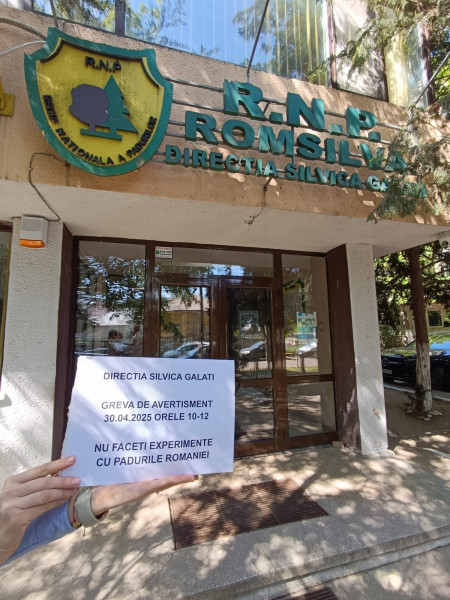 R.N.P
REGIA NATIONALA A PADURILOR
R.N.P.
ROMSILVA
DIRECTIA SILVICA GA
DIRECTIA SILVICA GALATI
GREVA DE AVERTISMENT
30.04.2025 ORELE 10-12
NU FACETI EXPERIMENTE
CU PADURILE ROMANIEI